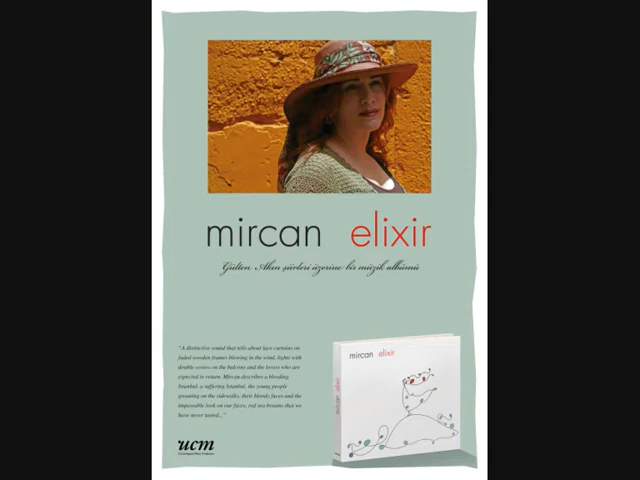 mircan elixir
Gülten Akın şiirleri üzerine bir müzik albümü
mircan elixir
mircan elixir
"A distinctive sound that tells about lace curtains on
faded wooden frames blowing in the wind, lights with
double crones on the balcony and the lovers who are
expected to return. Mircan describes a bleeding
Istanbul, a suffering Istanbul, the young people
groaning on the sidewalks, their bloody faces and the
impassable look on our faces, red sea breams that we
have never tasted..."
ucm